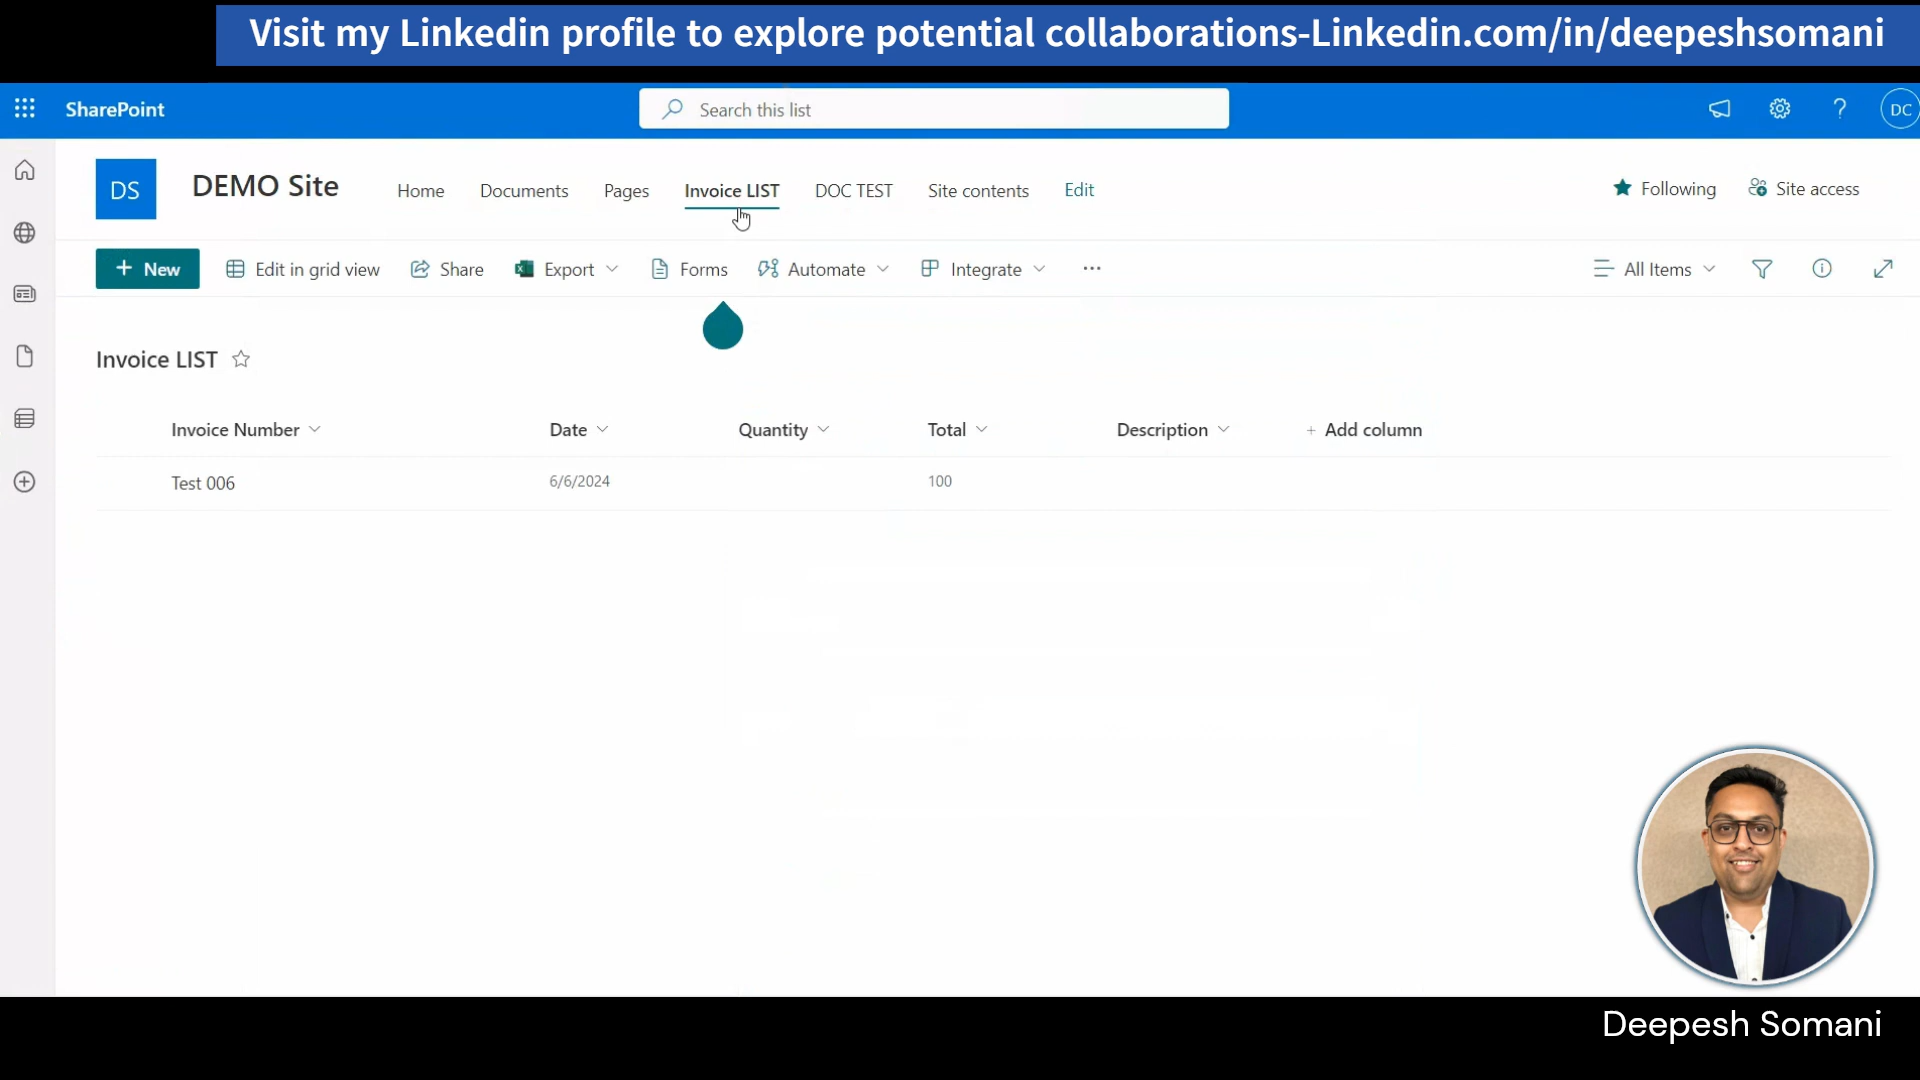 Visit my Linkedin profile to explore potential collaborations-Linkedin.com/in/deepeshsomani
SharePoint
Search this list
DC
DS
DEMO Site
Home
Documents
Pages
Invoice LIST
DOC TEST
Site contents
Edit
Following
Site access
+ New
Edit in grid view
Share
Export
Forms
Automate
Integrate
...
All Items
Invoice LIST
Invoice Number
Date
Quantity
Total
Description
+ Add column
Test 006
6/6/2024
100
Deepesh Somani